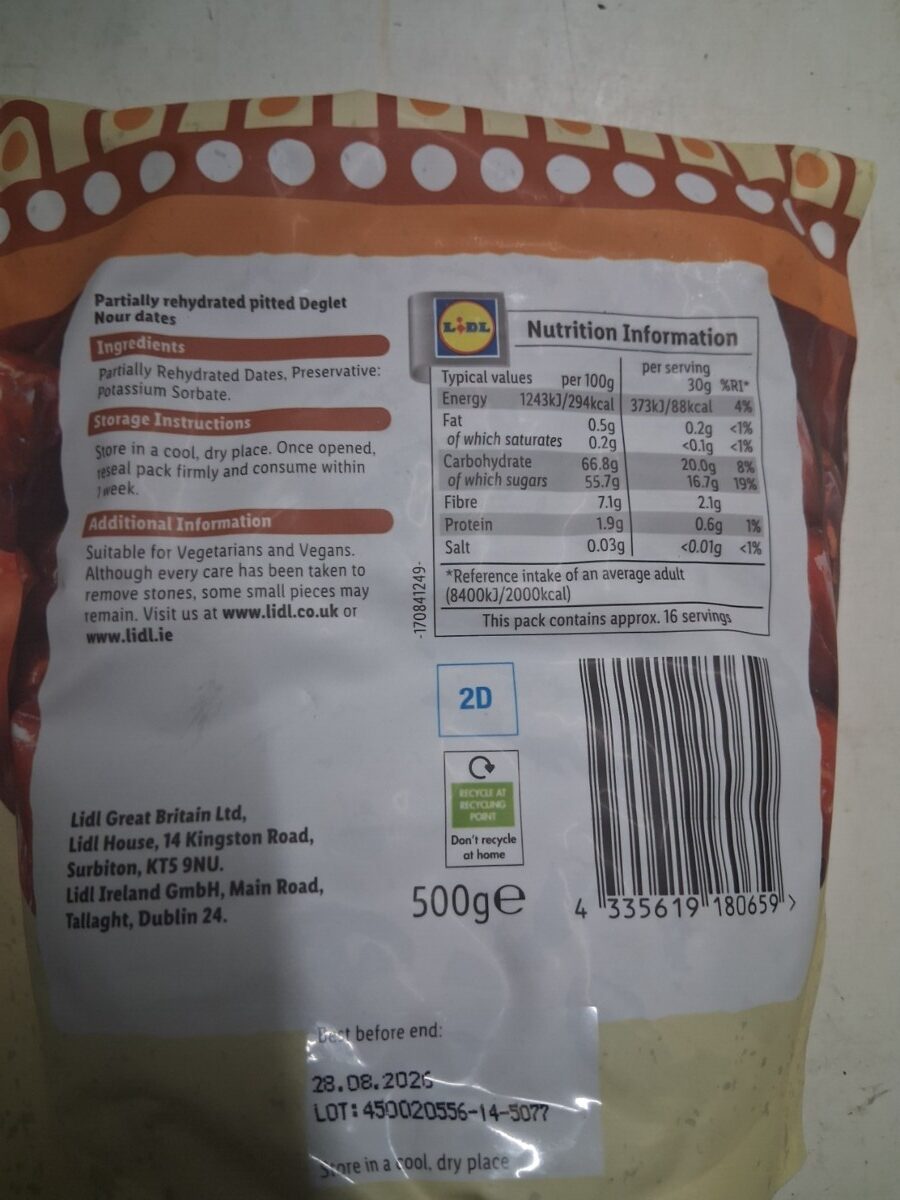 Partially rehydrated pitted Deglet
Nour dates
Ingredients
Partially Rehydrated Dates, Preservative:
Potassium Sorbate.
Storage Instructions
Store in a cool, dry place. Once opened,
reseal pack firmly and consume within
1 week.
Additional Information
Suitable for Vegetarians and Vegans.
Although every care has been taken to
remove stones, some small pieces may
remain. Visit us at www.lidl.co.uk or
www.lidl.ie
-170841249-
LIDL
Nutrition Information
Typical values per 100g per serving 30g %RI*
Energy 1243kJ/294kcal 373kJ/88kcal 4%
Fat 0.5g 0.2g <1%
of which saturates 0.2g <0.1g <1%
Carbohydrate 66.8g 20.0g 8%
of which sugars 55.7g 16.7g 19%
Fibre 7.1g 2.1g
Protein 1.9g 0.6g 1%
Salt 0.03g <0.01g <1%
*Reference intake of an average adult
(8400kJ/2000kcal)
This pack contains approx. 16 servings
2D
RECYCLE AT
RECYCLING
POINT
Don't recycle
at home
Lidl Great Britain Ltd,
Lidl House, 14 Kingston Road,
Surbiton, KT5 9NU.
Lidl Ireland GmbH, Main Road,
Tallaght, Dublin 24.
500g℮
4 335619 180659 >
Best before end:
28.08.2026
LOT: 450020556-14-5077
Store in a cool, dry place